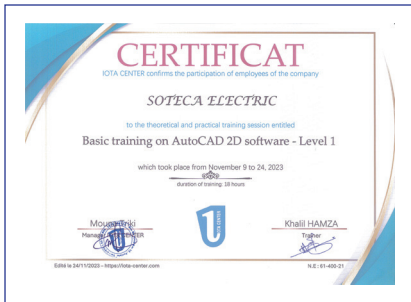 CERTIFICAT
IOTA CENTER confirms the participation of employees of the company
SOTECA ELECTRIC
to the theoretical and practical training session entitled
Basic training on AutoCAD 2D software - Level 1
which took place from November 9 to 24, 2023
duration of training: 18 hours
Khalil HAMZA
Manager
Trainer
Edité le 24/11/2023 - https://iota-center.com
N.E : 61-400-21